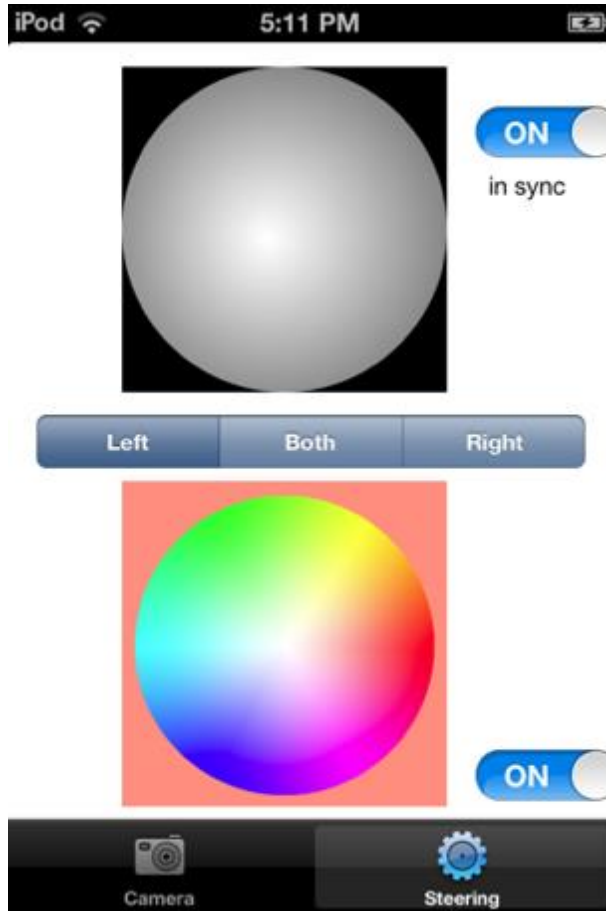 iPod 5:11 PM
ON
in sync
Left Both Right
ON
Camera Steering